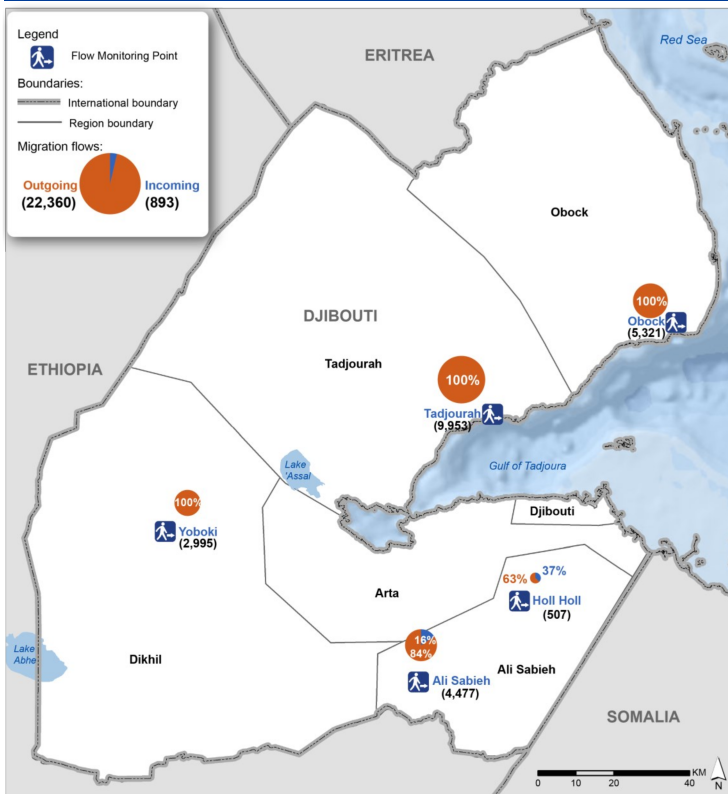 Legend
Flow Monitoring Point
Boundaries:
International boundary
Region boundary
Migration flows:
Outgoing
(22,360)
Incoming
(893)
ERITREA
Red Sea
Obock
100%
Obock
(5,321)
DJIBOUTI
ETHIOPIA
Tadjourah
100%
Tadjourah
(9,953)
Lake
'Assal
Gulf of Tadjoura
100%
Yoboki
(2,995)
Djibouti
63%
37%
Holl Holl
(507)
Arta
16%
84%
Ali Sabieh
(4,477)
Ali Sabieh
Lake
Abhe
Dikhil
SOMALIA
KM
0
10
20
40
N